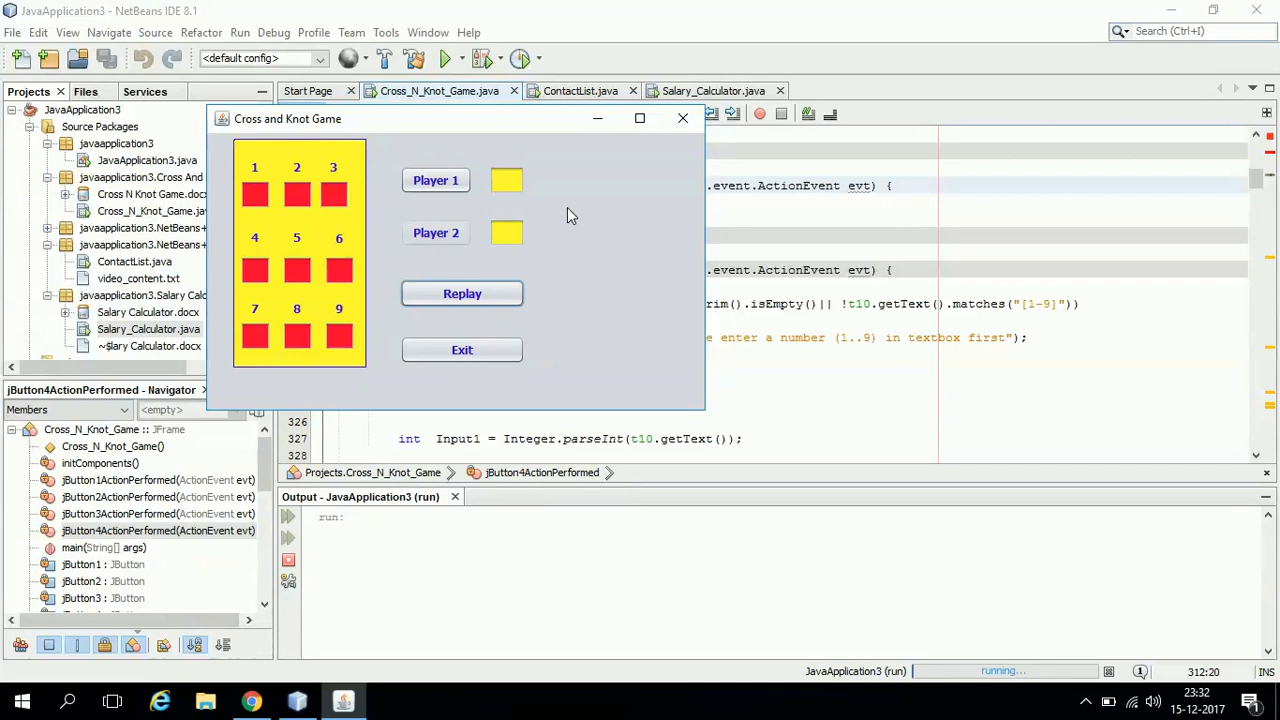 JavaApplication3 - NetBeans IDE 8.1
File Edit View Navigate Source Refactor Run Debug Profile Team Tools Window Help
Search (Ctrl+I)
<default config>
Projects Files Services
Start Page Cross_N_Knot_Game.java ContactList.java Salary_Calculator.java
JavaApplication3
Source Packages
javaapplication3
JavaApplication3.java
javaapplication3.Cross And
Cross N Knot Game.docx
Cross_N_Knot_Game.jav
javaapplication3.NetBeans+
javaapplication3.NetBeans+
ContactList.java
video_content.txt
javaapplication3.Salary Calc
Salary Calculator.docx
Salary_Calculator.java
~$lary Calculator.docx
Cross and Knot Game
1 2 3
4 5 6
7 8 9
Player 1
Player 2
Replay
Exit
.event.ActionEvent evt) {
.event.ActionEvent evt) {
rim().isEmpty()|| !t10.getText().matches("[1-9]"))
e enter a number (1..9) in textbox first");
326
327 int Input1 = Integer.parseInt(t10.getText());
328
Projects.Cross_N_Knot_Game jButton4ActionPerformed
jButton4ActionPerformed - Navigator
Members <empty>
Cross_N_Knot_Game :: JFrame
Cross_N_Knot_Game()
initComponents()
jButton1ActionPerformed(ActionEvent evt)
jButton2ActionPerformed(ActionEvent evt)
jButton3ActionPerformed(ActionEvent evt)
jButton4ActionPerformed(ActionEvent evt)
main(String[] args)
jButton1 : JButton
jButton2 : JButton
jButton3 : JButton
Output - JavaApplication3 (run)
run:
JavaApplication3 (run) running... 1 312:20 INS
23:32
15-12-2017
1